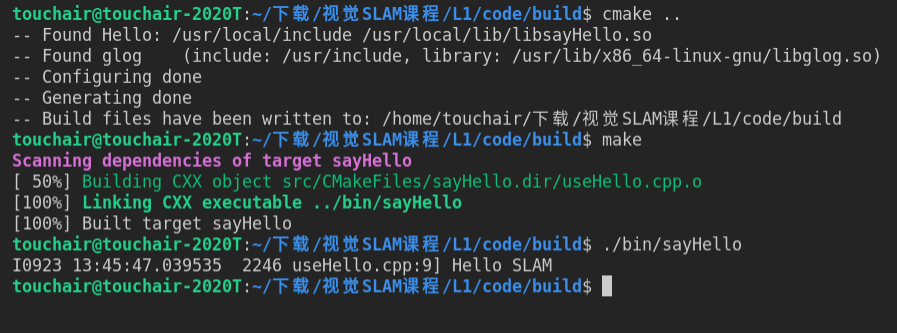 touchair@touchair-2020T:~/下载/视觉SLAM课程/L1/code/build$ cmake ..
-- Found Hello: /usr/local/include /usr/local/lib/libsayHello.so
-- Found glog    (include: /usr/include, library: /usr/lib/x86_64-linux-gnu/libglog.so)
-- Configuring done
-- Generating done
-- Build files have been written to: /home/touchair/下载/视觉SLAM课程/L1/code/build
touchair@touchair-2020T:~/下载/视觉SLAM课程/L1/code/build$ make
Scanning dependencies of target sayHello
[ 50%] Building CXX object src/CMakeFiles/sayHello.dir/useHello.cpp.o
[100%] Linking CXX executable ../bin/sayHello
[100%] Built target sayHello
touchair@touchair-2020T:~/下载/视觉SLAM课程/L1/code/build$ ./bin/sayHello
I0923 13:45:47.039535  2246 useHello.cpp:9] Hello SLAM
touchair@touchair-2020T:~/下载/视觉SLAM课程/L1/code/build$